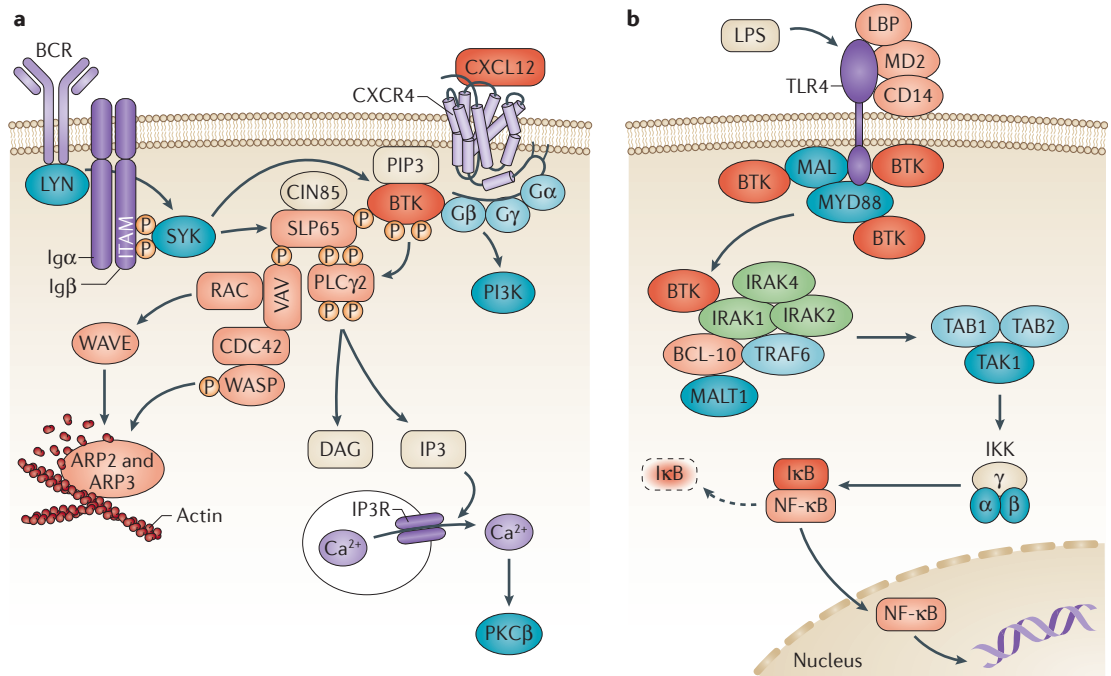 a
BCR
CXCL12
CXCR4
PIP3
LYN
CIN85
BTK
Gα
ITAM
P
P
SYK
SLP65
P
P
P
Gβ
Gγ
Igα
Igβ
P
P
P
RAC
VAV
PLCγ2
P
P
PI3K
WAVE
CDC42
P
WASP
ARP2 and
ARP3
DAG
IP3
Actin
IP3R
Ca²⁺
Ca²⁺
PKCβ
b
LPS
LBP
MD2
TLR4
CD14
BTK
MAL
BTK
MYD88
BTK
BTK
IRAK4
IRAK1
IRAK2
BCL-10
TRAF6
MALT1
TAB1
TAB2
TAK1
IKK
γ
α
β
IκB
IκB
NF-κB
NF-κB
Nucleus